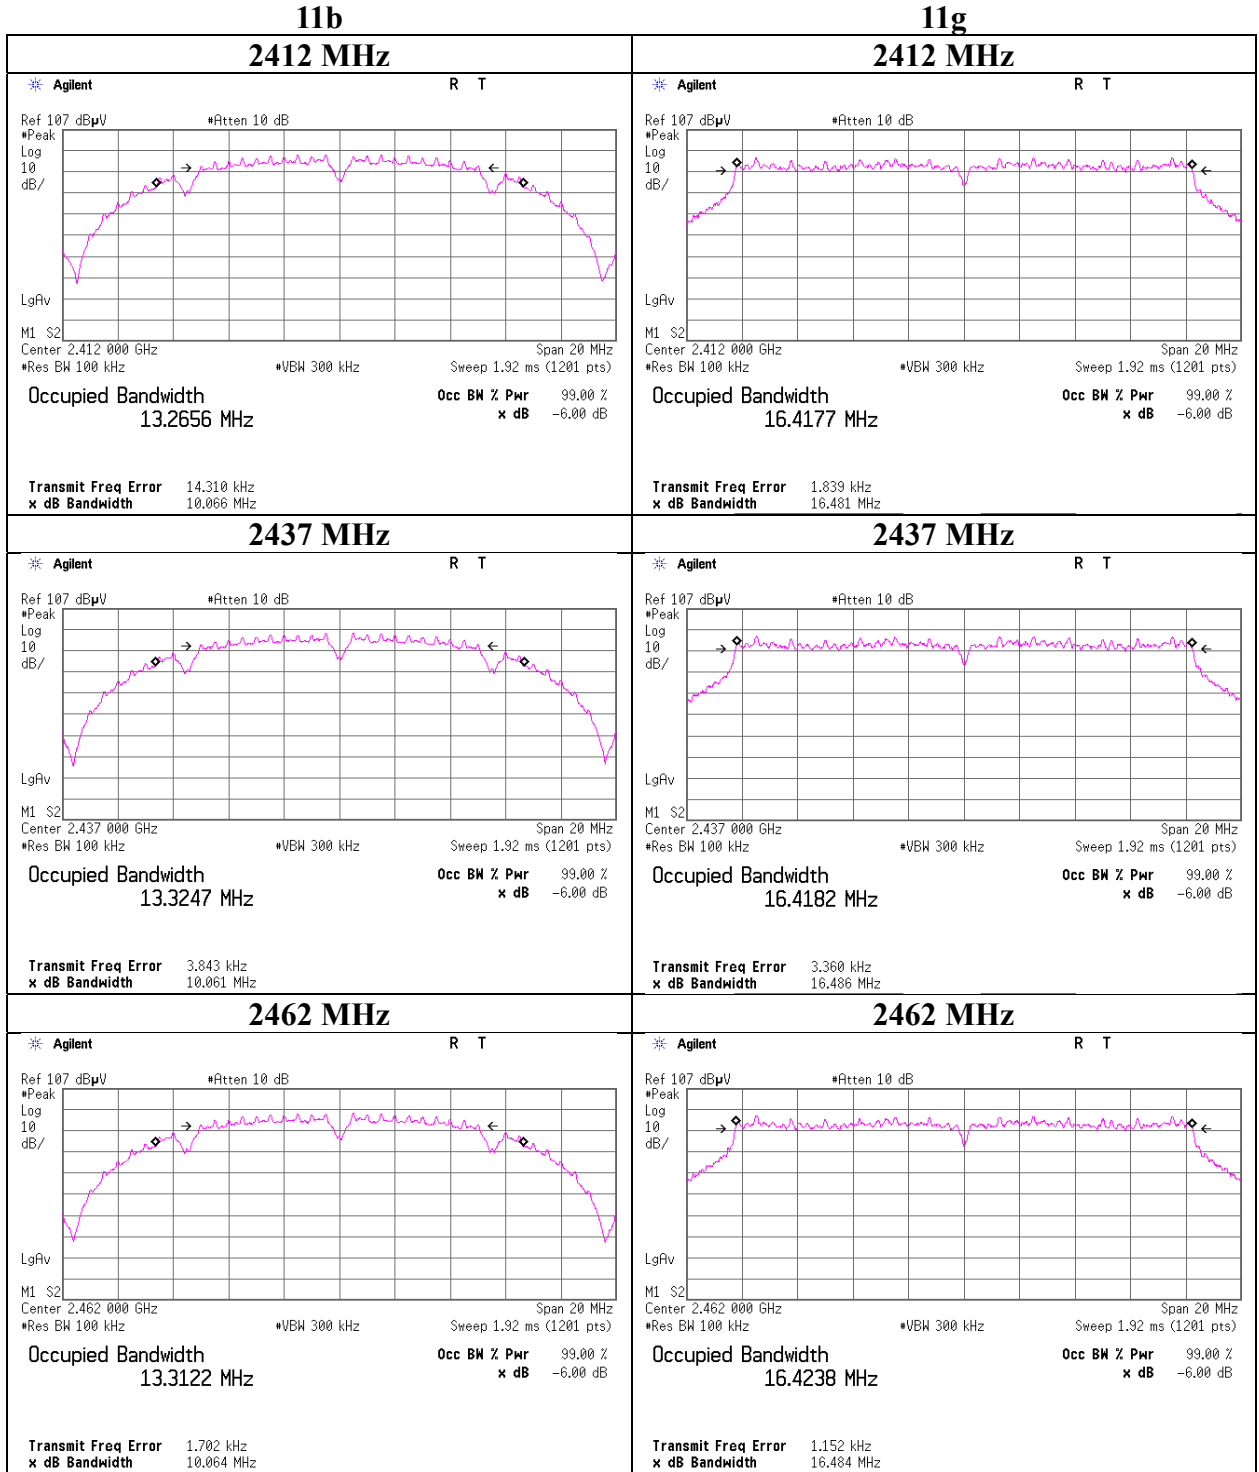 11b 11g
2412 MHz 2412 MHz
Agilent R T
Ref 107 dBµV #Atten 10 dB
#Peak
Log
10
dB/
LgAv
M1 S2
Center 2.412 000 GHz Span 20 MHz
#Res BW 100 kHz #VBW 300 kHz Sweep 1.92 ms (1201 pts)
Occupied Bandwidth Occ BW % Pwr 99.00 %
13.2656 MHz x dB -6.00 dB
Transmit Freq Error 14.310 kHz
x dB Bandwidth 10.066 MHz
Agilent R T
Ref 107 dBµV #Atten 10 dB
#Peak
Log
10
dB/
LgAv
M1 S2
Center 2.412 000 GHz Span 20 MHz
#Res BW 100 kHz #VBW 300 kHz Sweep 1.92 ms (1201 pts)
Occupied Bandwidth Occ BW % Pwr 99.00 %
16.4177 MHz x dB -6.00 dB
Transmit Freq Error 1.839 kHz
x dB Bandwidth 16.481 MHz
2437 MHz 2437 MHz
Agilent R T
Ref 107 dBµV #Atten 10 dB
#Peak
Log
10
dB/
LgAv
M1 S2
Center 2.437 000 GHz Span 20 MHz
#Res BW 100 kHz #VBW 300 kHz Sweep 1.92 ms (1201 pts)
Occupied Bandwidth Occ BW % Pwr 99.00 %
13.3247 MHz x dB -6.00 dB
Transmit Freq Error 3.843 kHz
x dB Bandwidth 10.061 MHz
Agilent R T
Ref 107 dBµV #Atten 10 dB
#Peak
Log
10
dB/
LgAv
M1 S2
Center 2.437 000 GHz Span 20 MHz
#Res BW 100 kHz #VBW 300 kHz Sweep 1.92 ms (1201 pts)
Occupied Bandwidth Occ BW % Pwr 99.00 %
16.4182 MHz x dB -6.00 dB
Transmit Freq Error 3.360 kHz
x dB Bandwidth 16.486 MHz
2462 MHz 2462 MHz
Agilent R T
Ref 107 dBµV #Atten 10 dB
#Peak
Log
10
dB/
LgAv
M1 S2
Center 2.462 000 GHz Span 20 MHz
#Res BW 100 kHz #VBW 300 kHz Sweep 1.92 ms (1201 pts)
Occupied Bandwidth Occ BW % Pwr 99.00 %
13.3122 MHz x dB -6.00 dB
Transmit Freq Error 1.702 kHz
x dB Bandwidth 10.064 MHz
Agilent R T
Ref 107 dBµV #Atten 10 dB
#Peak
Log
10
dB/
LgAv
M1 S2
Center 2.462 000 GHz Span 20 MHz
#Res BW 100 kHz #VBW 300 kHz Sweep 1.92 ms (1201 pts)
Occupied Bandwidth Occ BW % Pwr 99.00 %
16.4238 MHz x dB -6.00 dB
Transmit Freq Error 1.152 kHz
x dB Bandwidth 16.484 MHz